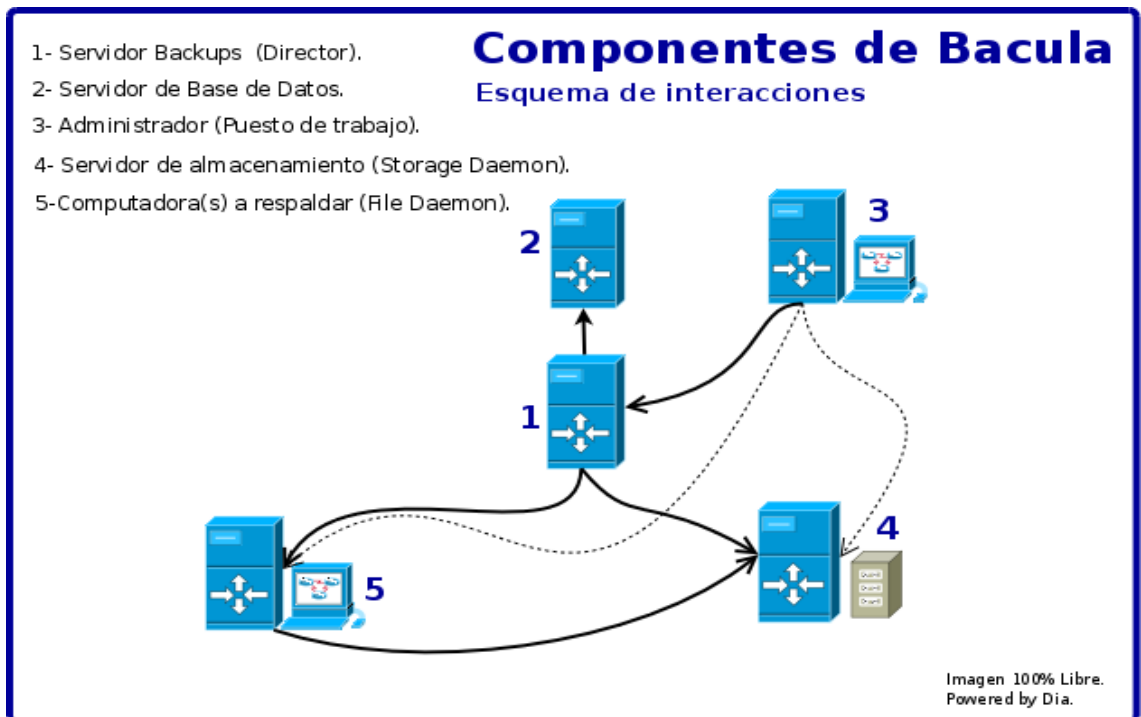 Componentes de Bacula
Esquema de interacciones
1- Servidor Backups (Director).
2- Servidor de Base de Datos.
3- Administrador (Puesto de trabajo).
4- Servidor de almacenamiento (Storage Daemon).
5-Computadora(s) a respaldar (File Daemon).
2
3
1
4
5
Imagen 100% Libre.
Powered by Dia.